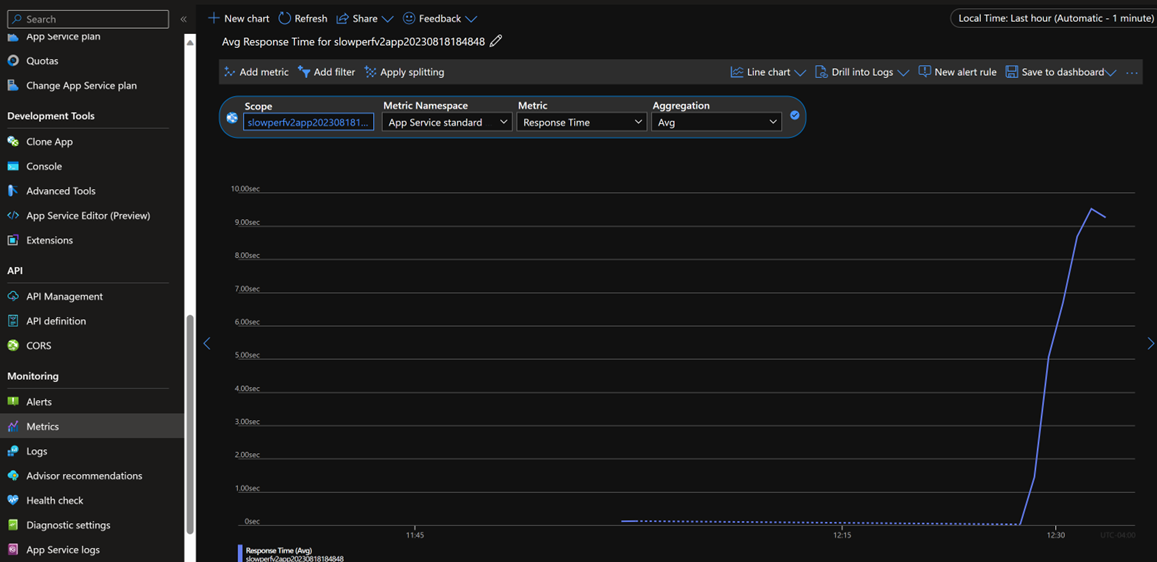 Search
App Service plan
Quotas
Change App Service plan
Development Tools
Clone App
Console
Advanced Tools
App Service Editor (Preview)
Extensions
API
API Management
API definition
CORS
Monitoring
Alerts
Metrics
Logs
Advisor recommendations
Health check
Diagnostic settings
App Service logs
New chart Refresh Share Feedback
Local Time: Last hour (Automatic - 1 minute)
Avg Response Time for slowperfv2app20230818184848
Add metric Add filter Apply splitting Line chart Drill into Logs New alert rule Save to dashboard ...
Scope Metric Namespace Metric Aggregation
slowperfv2app202308181... App Service standard Response Time Avg
10.00sec
9.00sec
8.00sec
7.00sec
6.00sec
5.00sec
4.00sec
3.00sec
2.00sec
1.00sec
0sec
11:45 12:15 12:30 UTC-04:00
Response Time (Avg)
slowperfv2app20230818184848